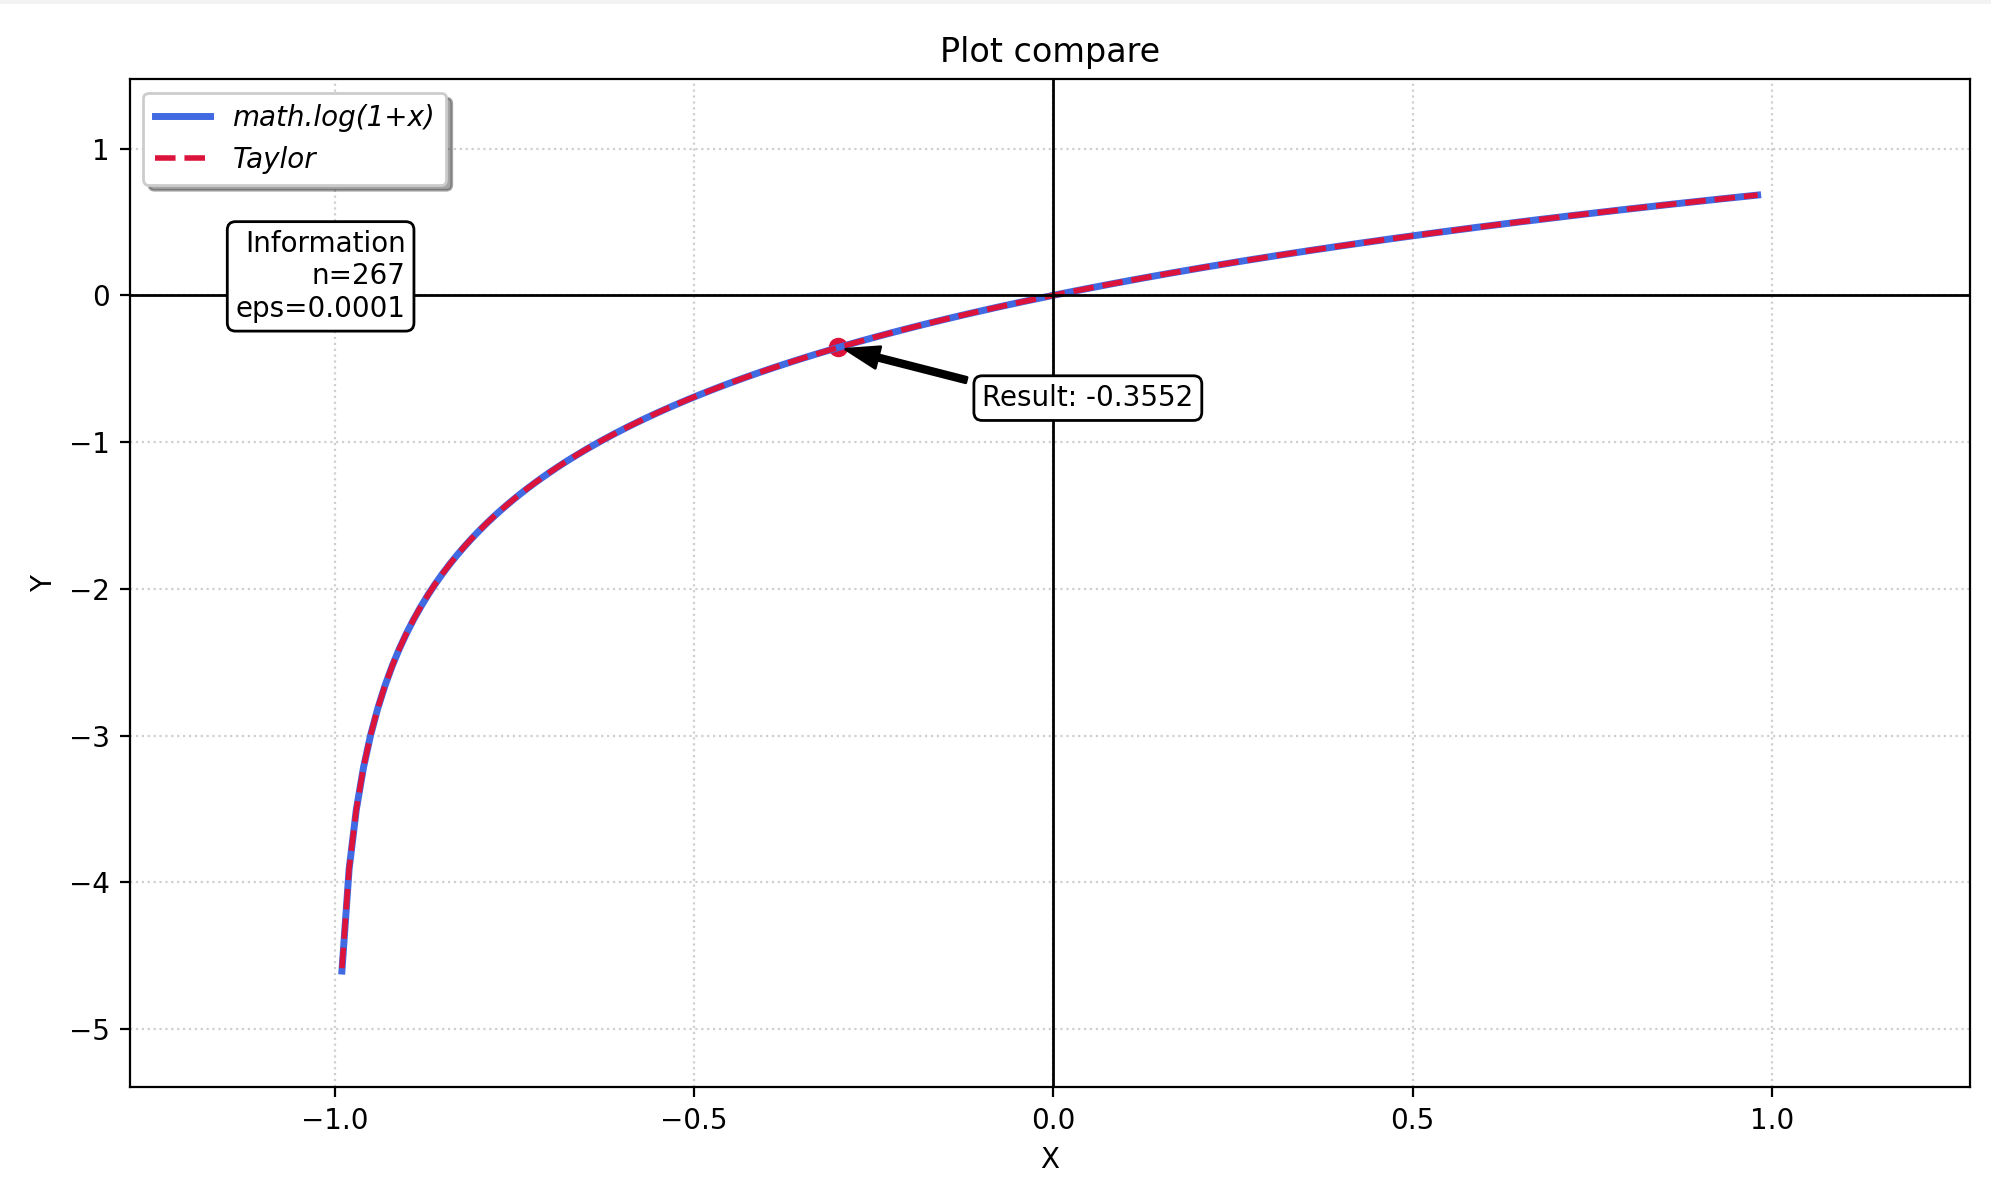 Plot compare
math.log(1+x)
Taylor
Information
n=267
eps=0.0001
Result: -0.3552
1
0
−1
−2
−3
−4
−5
Y
−1.0
−0.5
0.0
0.5
1.0
X